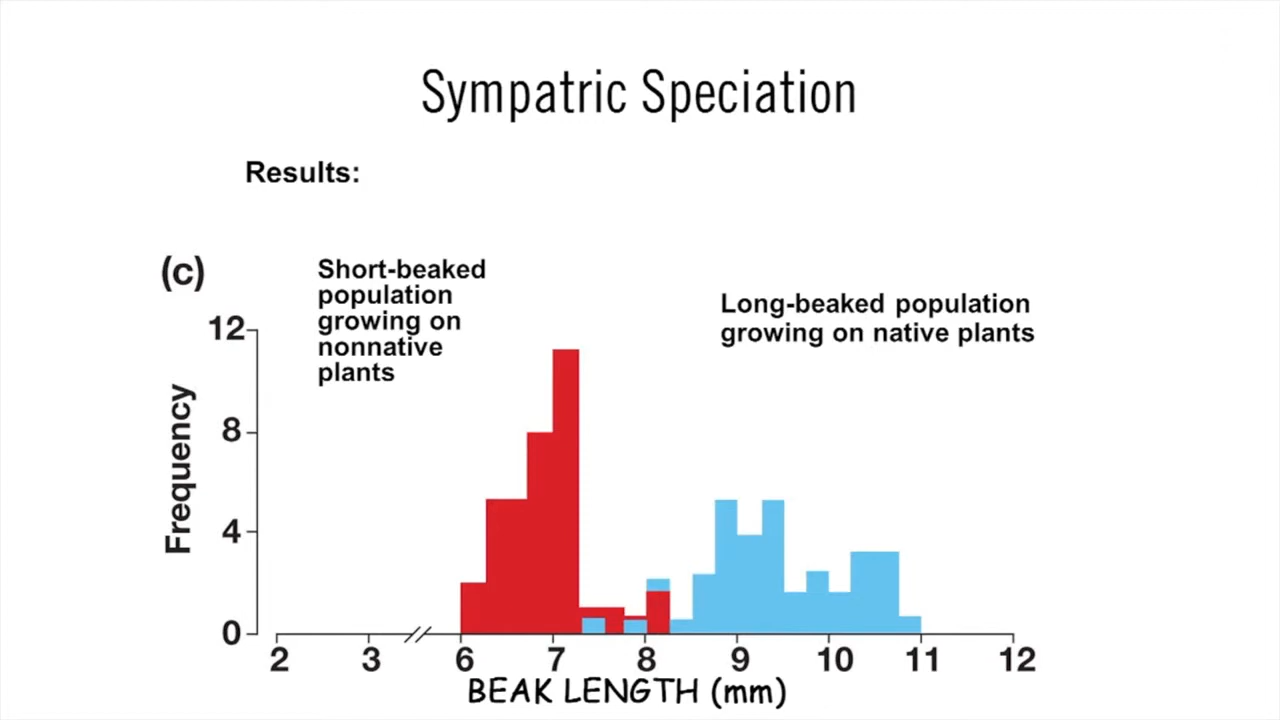 Sympatric Speciation
Results:
(c)
Short-beaked
population
growing on
nonnative
plants
Long-beaked population
growing on native plants
Frequency
12
8
4
0
2 3 6 7 8 9 10 11 12
BEAK LENGTH (mm)